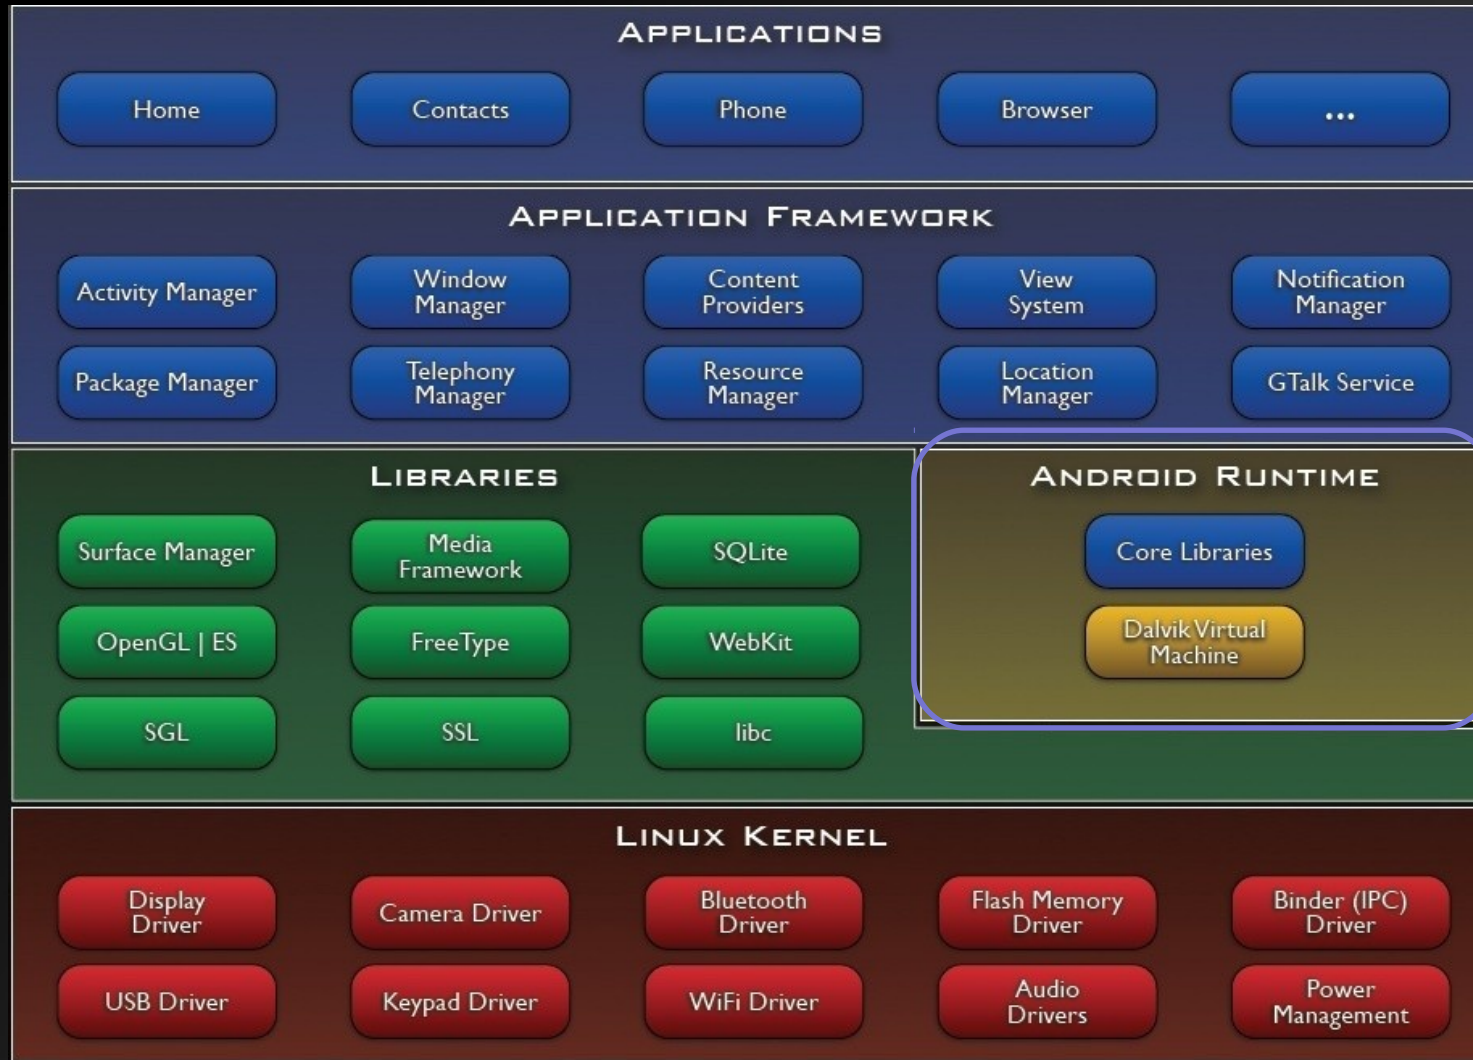 APPLICATIONS
Home
Contacts
Phone
Browser
...
APPLICATION FRAMEWORK
Activity Manager
Window
Manager
Content
Providers
View
System
Notification
Manager
Package Manager
Telephony
Manager
Resource
Manager
Location
Manager
GTalk Service
LIBRARIES
Surface Manager
Media
Framework
SQLite
OpenGL | ES
FreeType
WebKit
SGL
SSL
libc
ANDROID RUNTIME
Core Libraries
Dalvik Virtual
Machine
LINUX KERNEL
Display
Driver
Camera Driver
Bluetooth
Driver
Flash Memory
Driver
Binder (IPC)
Driver
USB Driver
Keypad Driver
WiFi Driver
Audio
Drivers
Power
Management